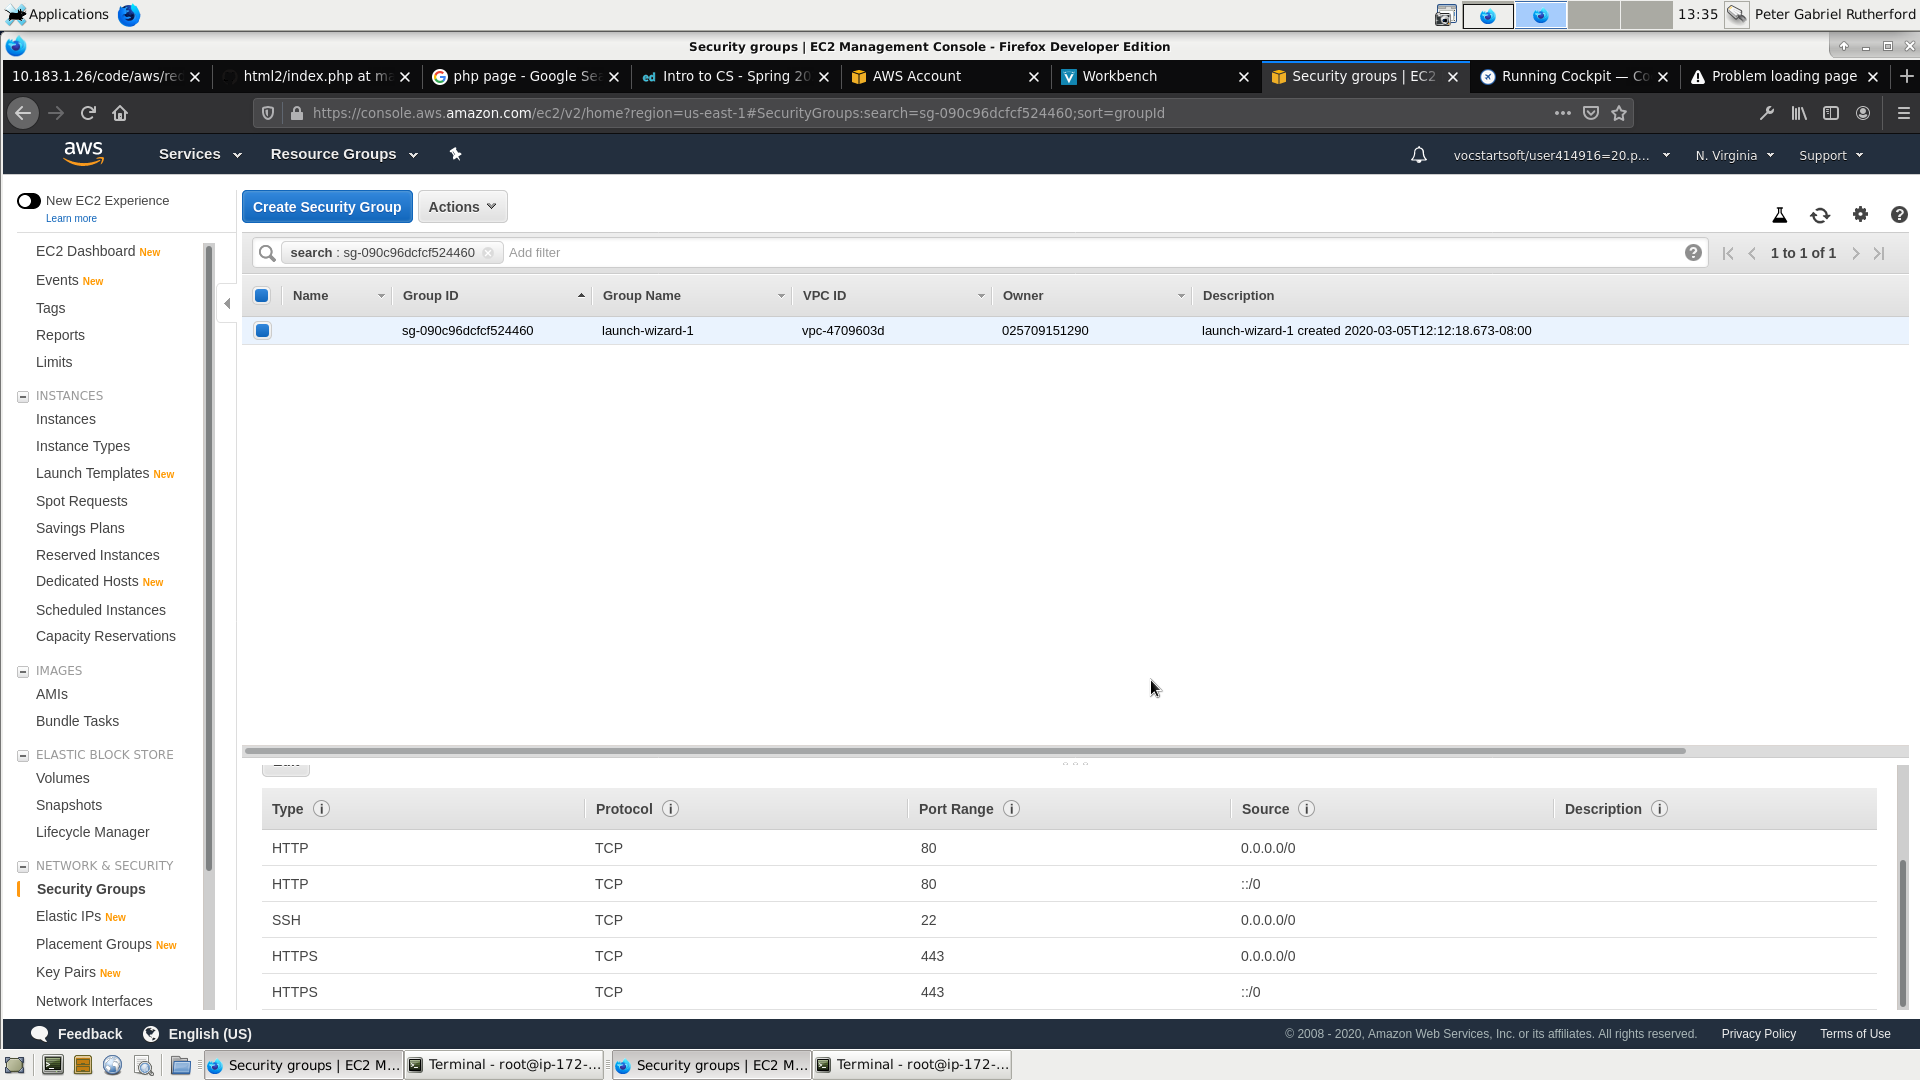 Applications
13:35
Peter Gabriel Rutherford
Security groups | EC2 Management Console - Firefox Developer Edition
10.183.1.26/code/aws/rec
html2/index.php at ma
php page - Google Sea
ed Intro to CS - Spring 20
AWS Account
V Workbench
Security groups | EC2
Running Cockpit — Co
Problem loading page
https://console.aws.amazon.com/ec2/v2/home?region=us-east-1#SecurityGroups:search=sg-090c96dcfcf524460;sort=groupId
aws
Services
Resource Groups
vocstartsoft/user414916=20.p...
N. Virginia
Support
New EC2 Experience
Learn more
EC2 Dashboard New
Events New
Tags
Reports
Limits
INSTANCES
Instances
Instance Types
Launch Templates New
Spot Requests
Savings Plans
Reserved Instances
Dedicated Hosts New
Scheduled Instances
Capacity Reservations
IMAGES
AMIs
Bundle Tasks
ELASTIC BLOCK STORE
Volumes
Snapshots
Lifecycle Manager
NETWORK & SECURITY
Security Groups
Elastic IPs New
Placement Groups New
Key Pairs New
Network Interfaces
Create Security Group
Actions
search : sg-090c96dcfcf524460
Add filter
1 to 1 of 1
Name Group ID Group Name VPC ID Owner Description
sg-090c96dcfcf524460 launch-wizard-1 vpc-4709603d 025709151290 launch-wizard-1 created 2020-03-05T12:12:18.673-08:00
Type Protocol Port Range Source Description
HTTP TCP 80 0.0.0.0/0
HTTP TCP 80 ::/0
SSH TCP 22 0.0.0.0/0
HTTPS TCP 443 0.0.0.0/0
HTTPS TCP 443 ::/0
Feedback
English (US)
© 2008 - 2020, Amazon Web Services, Inc. or its affiliates. All rights reserved.
Privacy Policy
Terms of Use
Security groups | EC2 M...
Terminal - root@ip-172-...
Security groups | EC2 M...
Terminal - root@ip-172-...